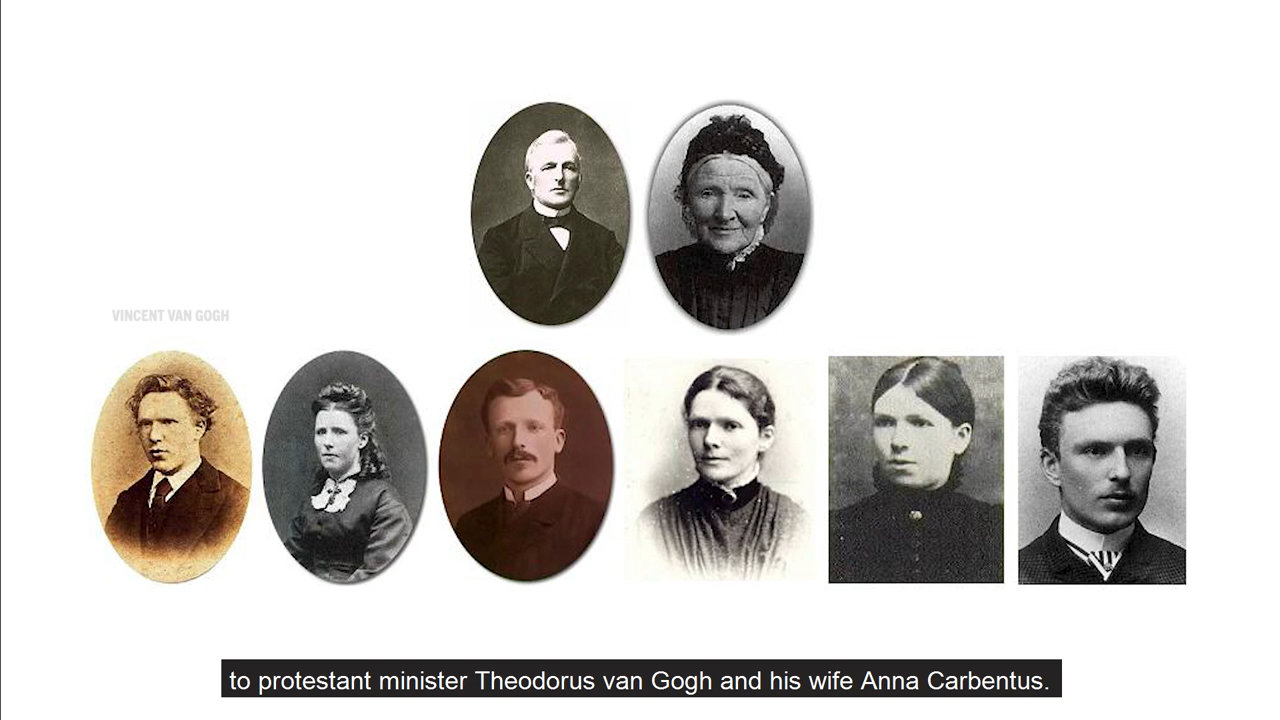 VINCENT VAN GOGH
to protestant minister Theodorus van Gogh and his wife Anna Carbentus.